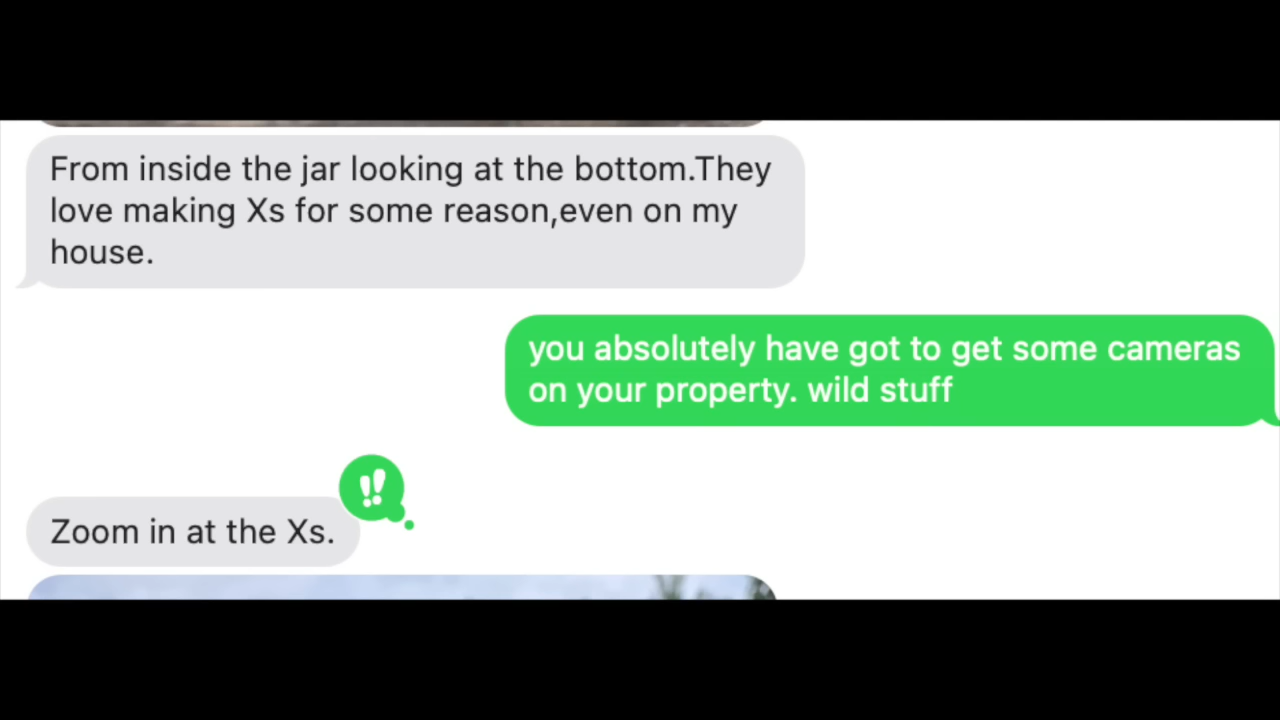 From inside the jar looking at the bottom.They
love making Xs for some reason,even on my
house.
you absolutely have got to get some cameras
on your property. wild stuff
!!
Zoom in at the Xs.